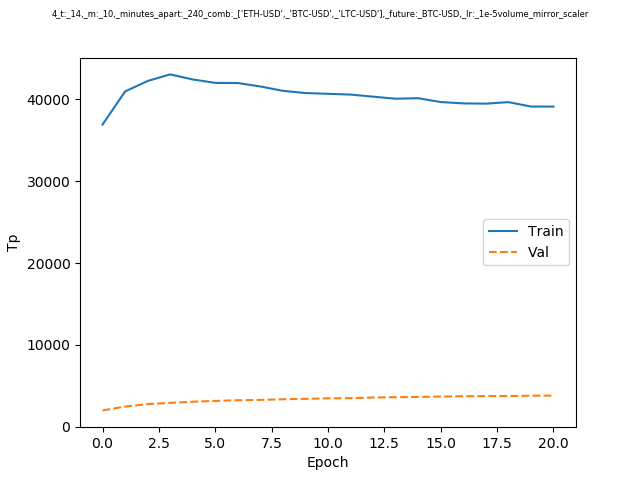 4_t:_14,_m:_10,_minutes_apart:_240_comb:_['ETH-USD',_'BTC-USD',_'LTC-USD'],_future:_BTC-USD,_lr:_1e-5volume_mirror_scaler
40000
30000
20000
10000
0
Tp
Train
Val
0.0 2.5 5.0 7.5 10.0 12.5 15.0 17.5 20.0
Epoch